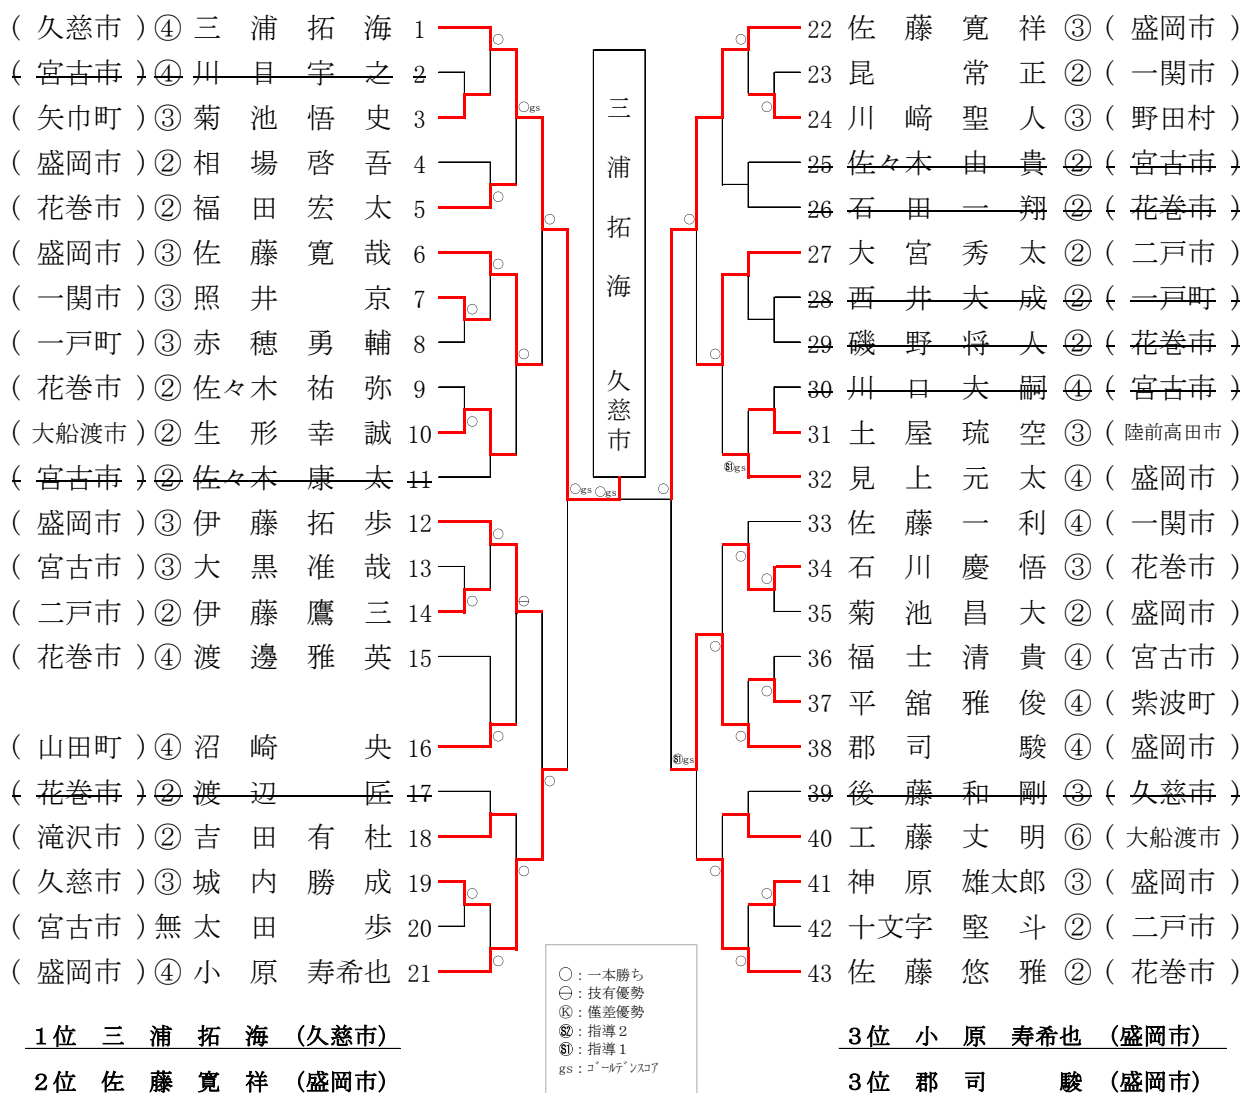 (久慈市)④三浦拓海 1
(宮古市)④川目宇之 2
(矢巾町)③菊池悟史 3
(盛岡市)②相場啓吾 4
(花巻市)②福田宏太 5
(盛岡市)③佐藤寛哉 6
(一関市)③照井京 7
(一戸町)③赤穂勇輔 8
(花巻市)②佐々木祐弥 9
(大船渡市)②生形幸誠 10
(宮古市)②佐々木康太 11
(盛岡市)③伊藤拓歩 12
(宮古市)③大黒准哉 13
(二戸市)②伊藤鷹三 14
(花巻市)④渡邊雅英 15
(山田町)④沼崎央 16
(花巻市)②渡辺匠 17
(滝沢市)②吉田有杜 18
(久慈市)③城内勝成 19
(宮古市)無太田歩 20
(盛岡市)④小原寿希也 21
○
○gs
○
○
○
○
○
○
○
○
⊖
○
○
○
○
○
○gs
○gs
三浦拓海 久慈市
○
○
○
○
○
Ⓢ1gs
○
○
○
○
○
Ⓢ1gs
○
○
○
22 佐藤寛祥③(盛岡市)
23 昆常正②(一関市)
24 川﨑聖人③(野田村)
25 佐々木由貴②(宮古市)
26 石田一翔②(花巻市)
27 大宮秀太②(二戸市)
28 西井大成②(一戸町)
29 磯野将人②(花巻市)
30 川口大嗣④(宮古市)
31 土屋琉空③(陸前高田市)
32 見上元太④(盛岡市)
33 佐藤一利④(一関市)
34 石川慶悟③(花巻市)
35 菊池昌大②(盛岡市)
36 福士清貴④(宮古市)
37 平舘雅俊④(紫波町)
38 郡司駿④(盛岡市)
39 後藤和剛③(久慈市)
40 工藤丈明⑥(大船渡市)
41 神原雄太郎③(盛岡市)
42 十文字堅斗②(二戸市)
43 佐藤悠雅②(花巻市)
○：一本勝ち
⊖：技有優勢
Ⓚ：僅差優勢
Ⓢ2：指導２
Ⓢ1：指導１
gs：ｺﾞｰﾙﾃﾞﾝｽｺｱ
1位 三浦拓海 (久慈市)
2位 佐藤寛祥 (盛岡市)
3位 小原寿希也 (盛岡市)
3位 郡司駿 (盛岡市)